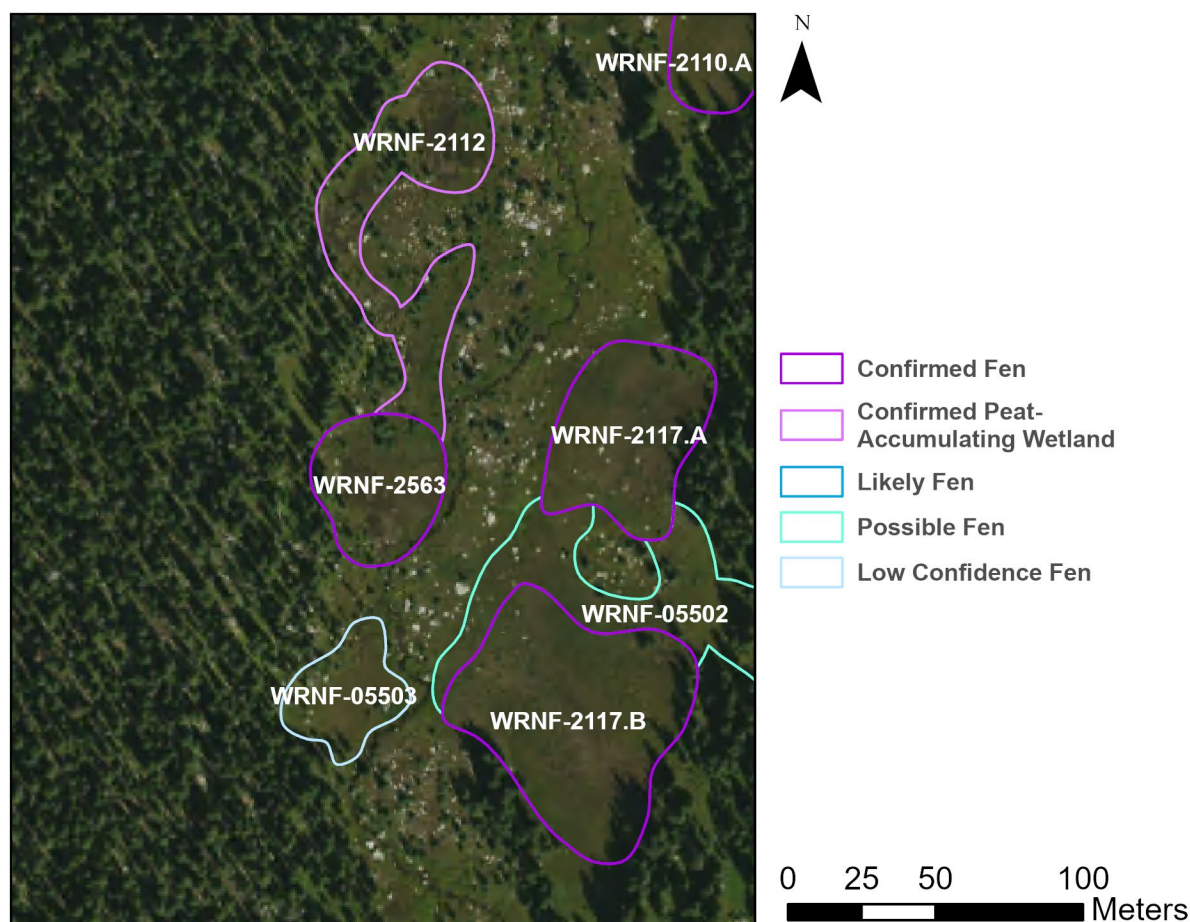 N
WRNF-2110.A
WRNF-2112
Confirmed Fen
Confirmed Peat-
Accumulating Wetland
Likely Fen
Possible Fen
Low Confidence Fen
WRNF-2117.A
WRNF-2563
WRNF-05502
WRNF-05503
WRNF-2117.B
0 25 50 100
Meters